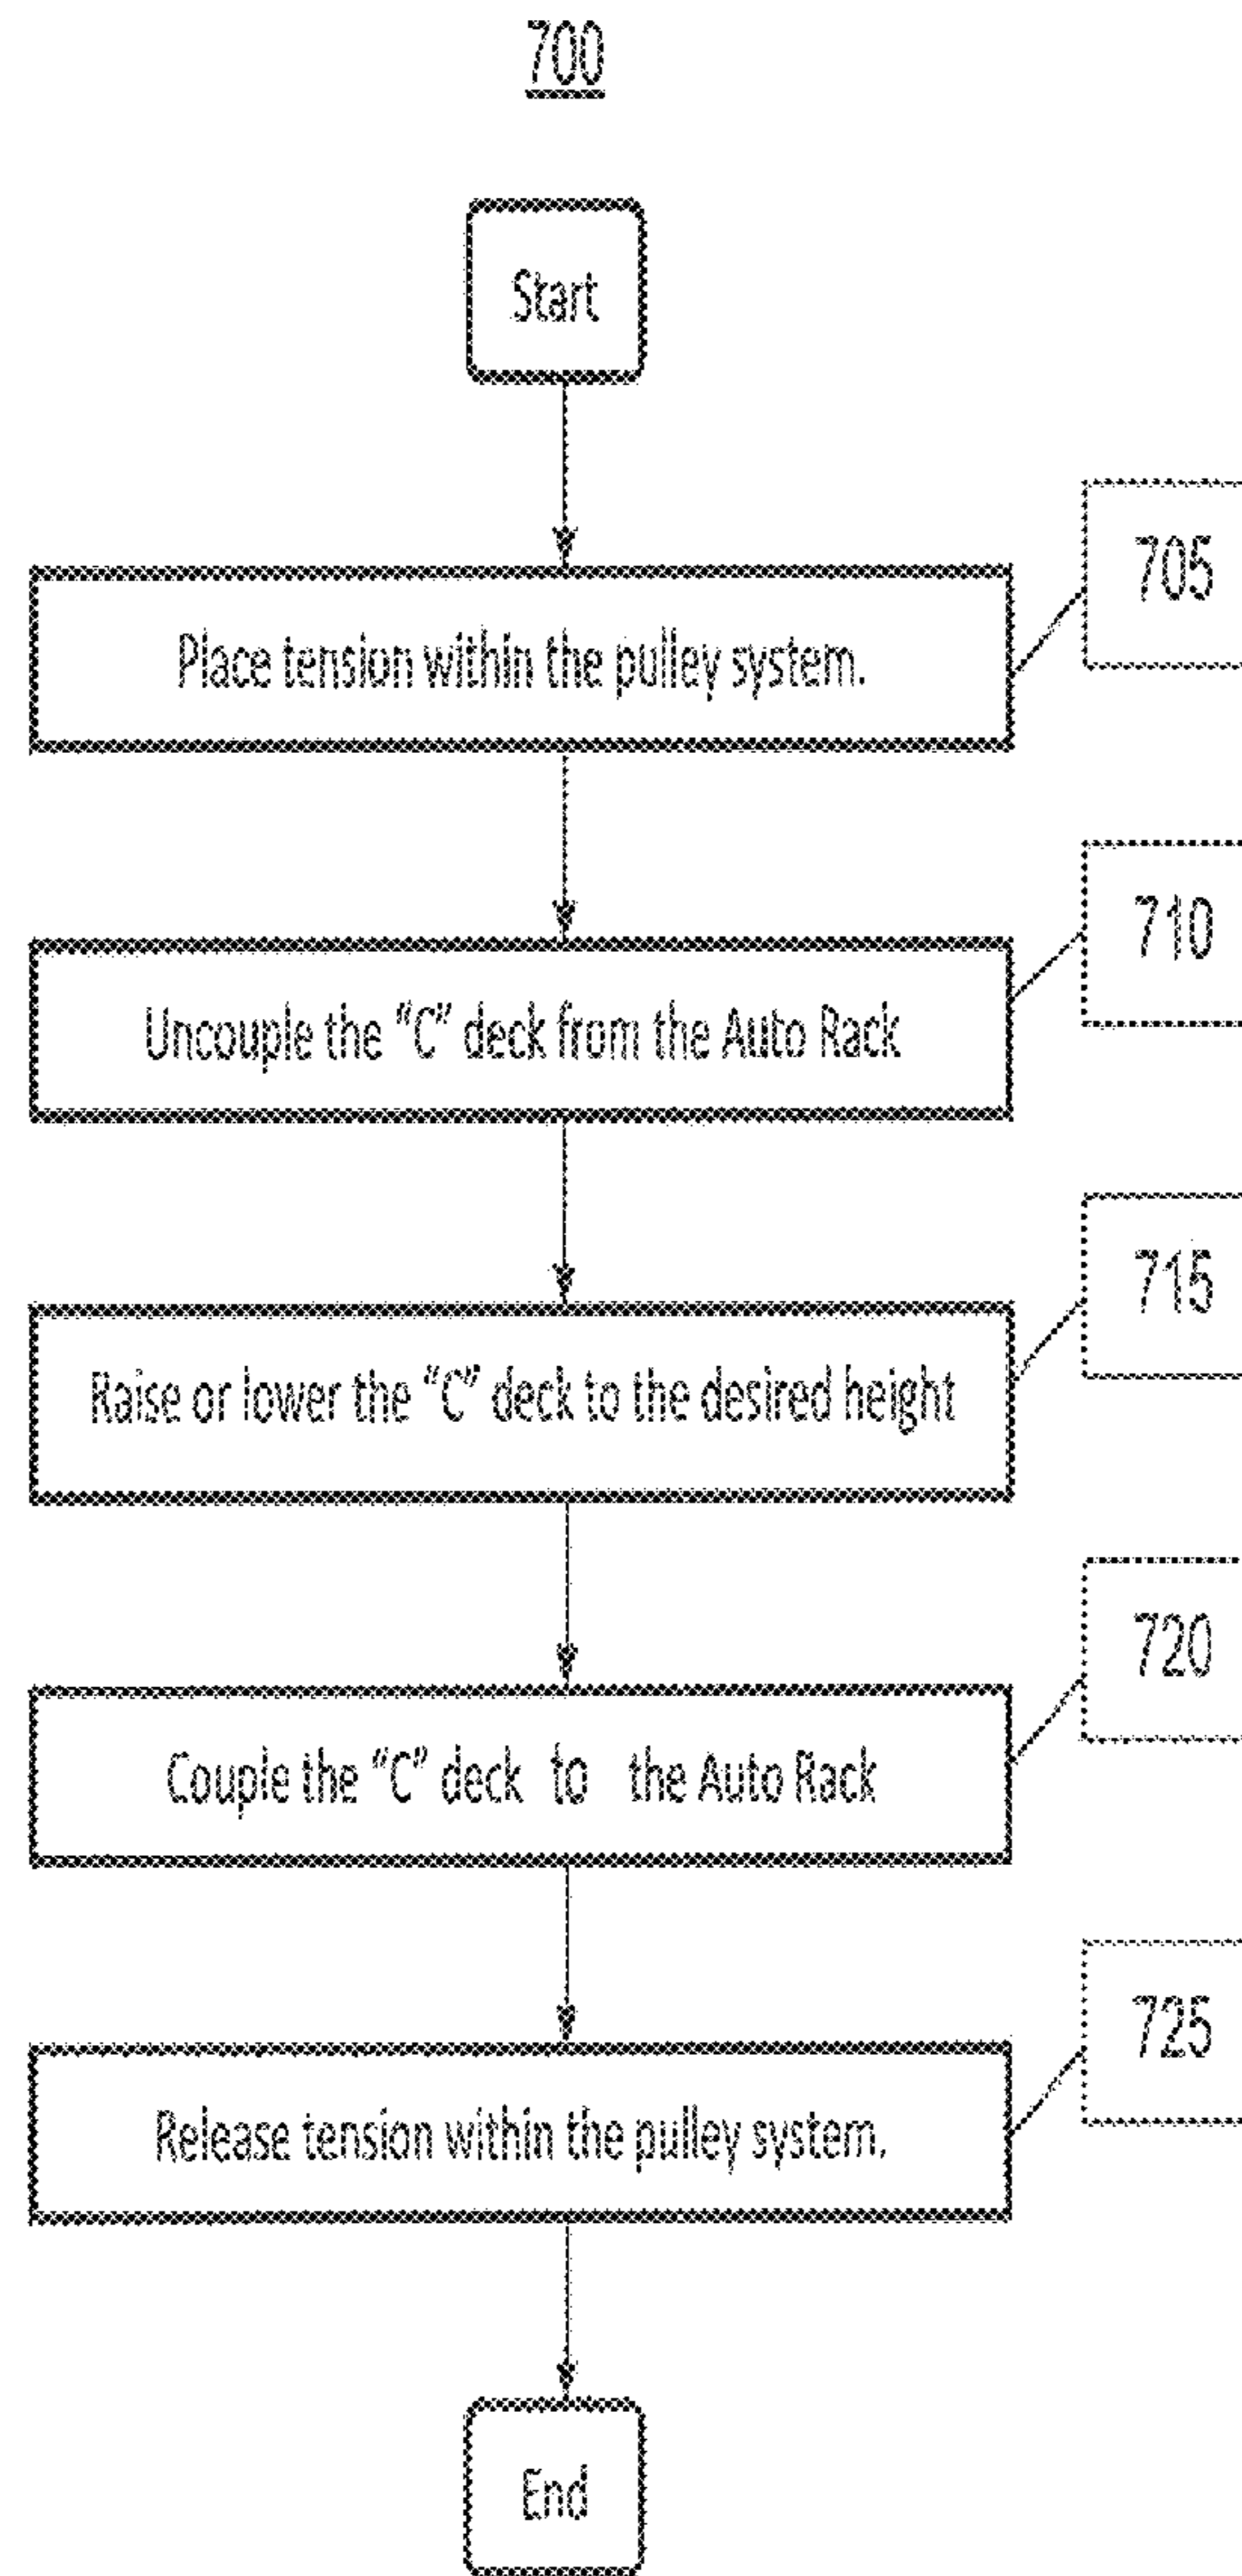 700
Start
705
Place tension within the pulley system.
710
Uncouple the "C" deck from the Auto Rack
715
Raise or lower the "C" deck to the desired height
720
Couple the "C" deck to the Auto Rack
725
Release tension within the pulley system.
End